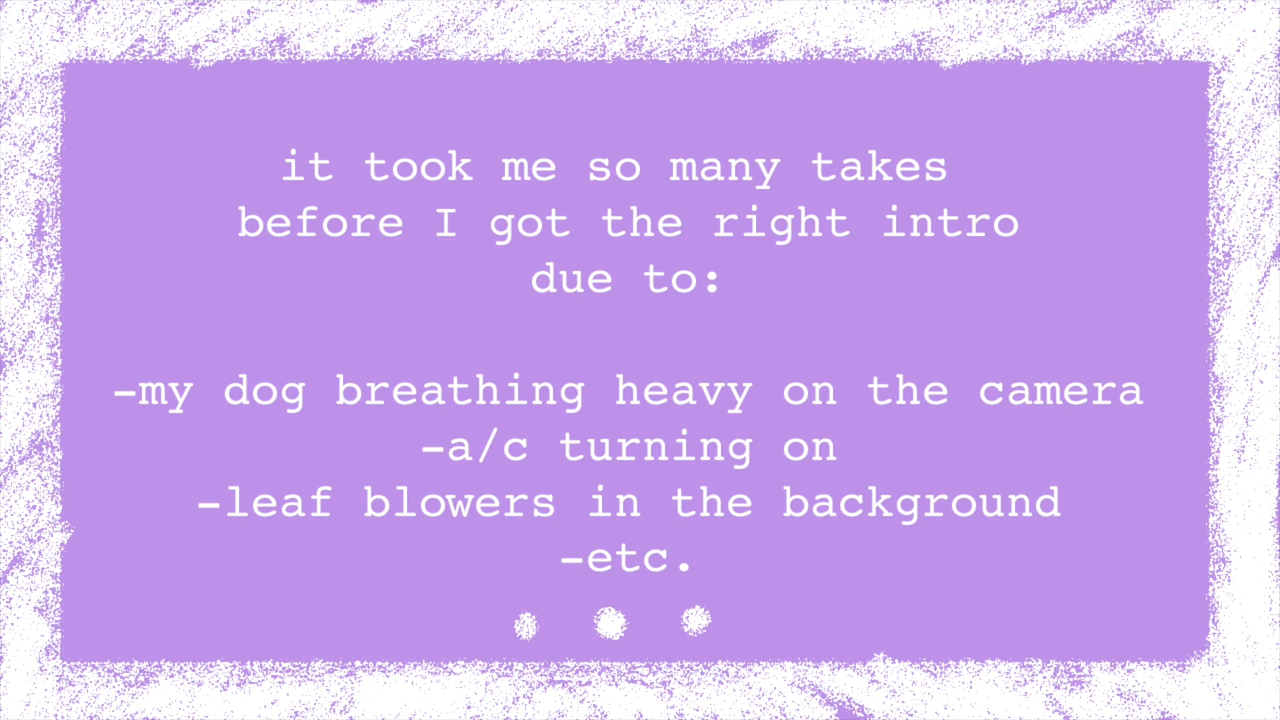 it took me so many takes
before I got the right intro
due to:
-my dog breathing heavy on the camera
-a/c turning on
-leaf blowers in the background
-etc.